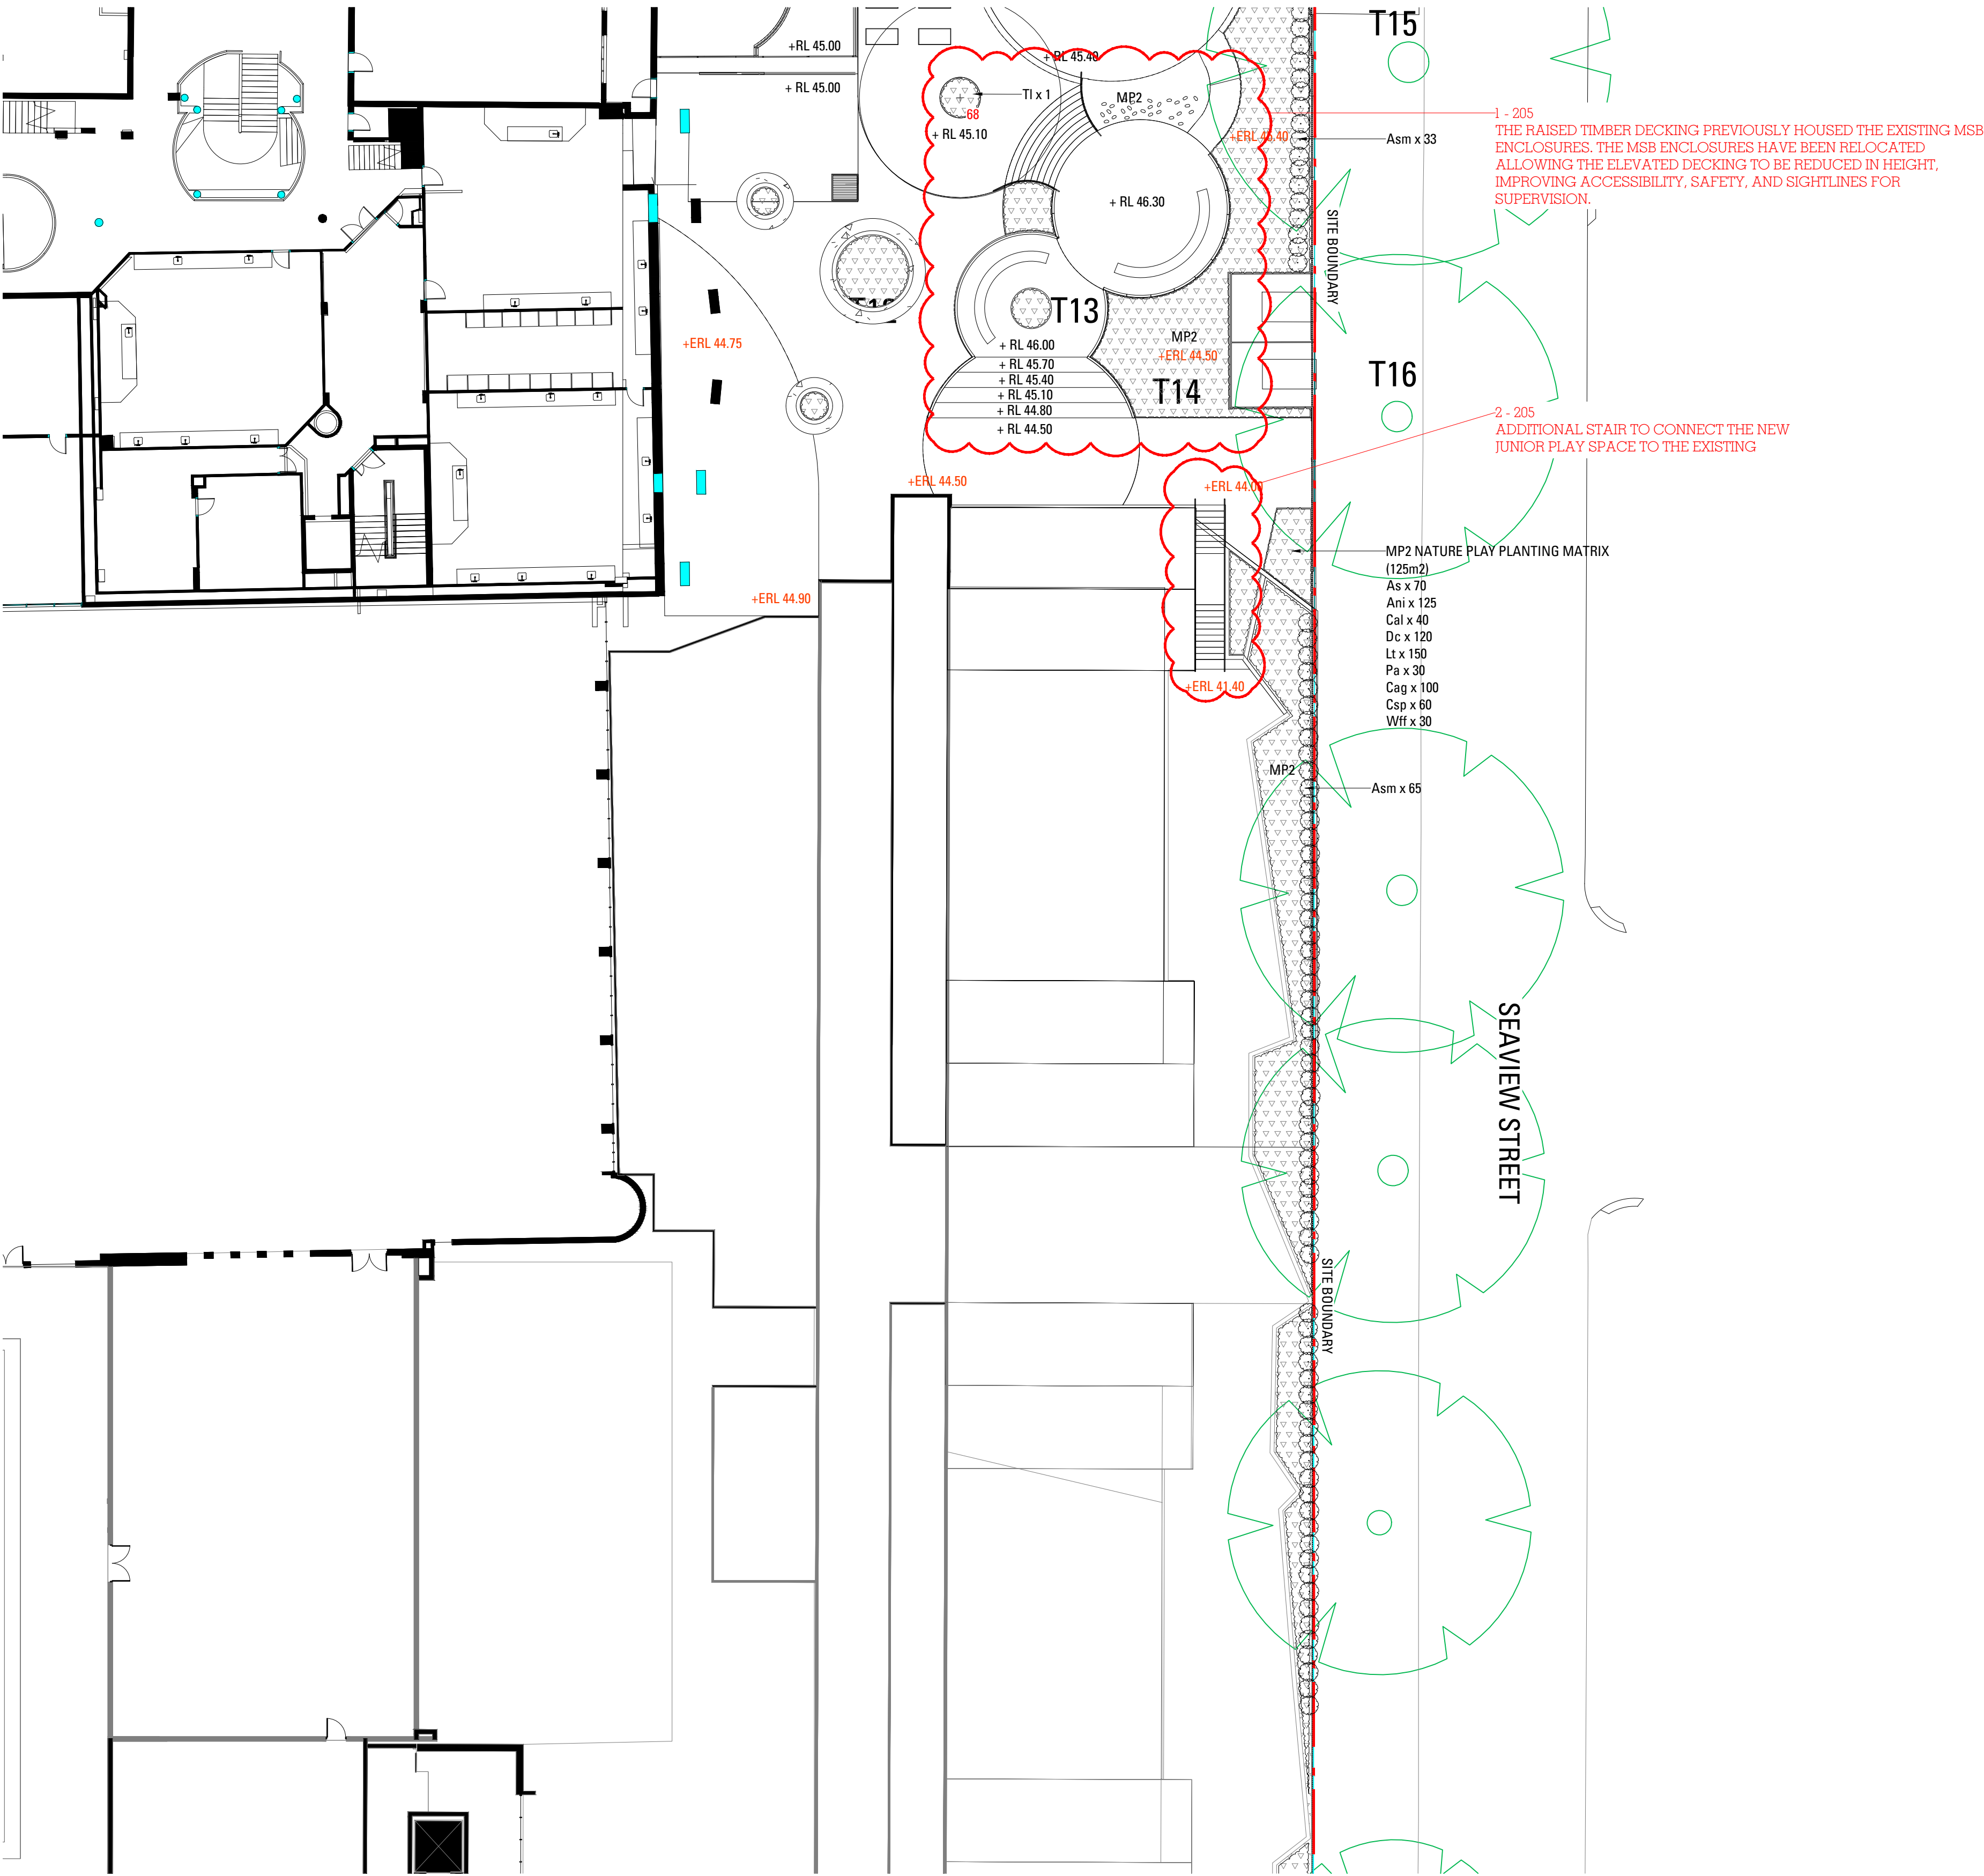 T15
+RL 45.00
+ RL 45.40
+ RL 45.00
Tl x 1
MP2
68
+ RL 45.10
+ERL 45.40
Asm x 33
1 - 205
THE RAISED TIMBER DECKING PREVIOUSLY HOUSED THE EXISTING MSB
ENCLOSURES. THE MSB ENCLOSURES HAVE BEEN RELOCATED
ALLOWING THE ELEVATED DECKING TO BE REDUCED IN HEIGHT,
IMPROVING ACCESSIBILITY, SAFETY, AND SIGHTLINES FOR
SUPERVISION.
+ RL 46.30
SITE BOUNDARY
T13
+ERL 44.75
+ RL 46.00
MP2
+ERL 44.50
+ RL 45.70
+ RL 45.40
+ RL 45.10
+ RL 44.80
+ RL 44.50
T14
T16
2 - 205
ADDITIONAL STAIR TO CONNECT THE NEW
JUNIOR PLAY SPACE TO THE EXISTING
+ERL 44.50
+ERL 44.00
MP2 NATURE PLAY PLANTING MATRIX
(125m2)
As x 70
Ani x 125
Cal x 40
Dc x 120
Lt x 150
Pa x 30
Cag x 100
Csp x 60
Wff x 30
+ERL 44.90
+ERL 41.40
MP2
Asm x 65
SEAVIEW STREET
SITE BOUNDARY